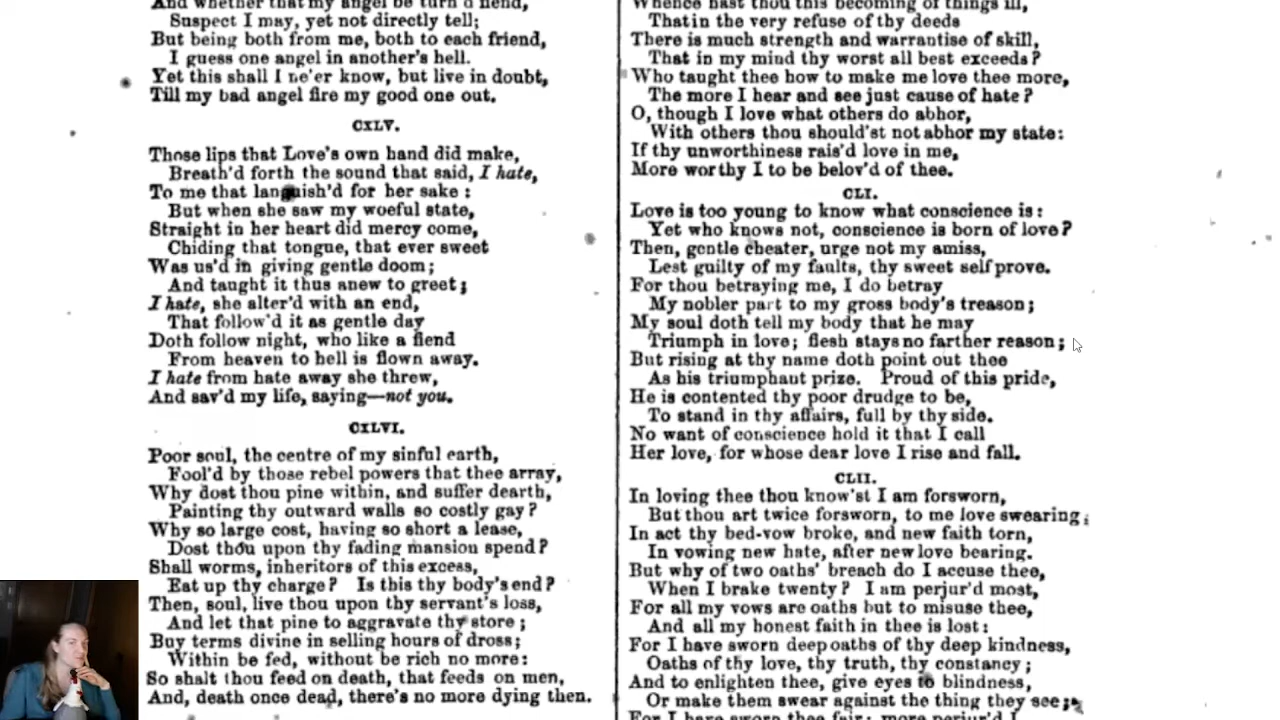 And whether that my angel be turn'd fiend,
Suspect I may, yet not directly tell;
But being both from me, both to each friend,
I guess one angel in another's hell.
Yet this shall I ne'er know, but live in doubt,
Till my bad angel fire my good one out.
CXLV.
Those lips that Love's own hand did make,
Breath'd forth the sound that said, I hate,
To me that languish'd for her sake :
But when she saw my woeful state,
Straight in her heart did mercy come,
Chiding that tongue, that ever sweet
Was us'd in giving gentle doom;
And taught it thus anew to greet;
I hate, she alter'd with an end,
That follow'd it as gentle day
Doth follow night, who like a fiend
From heaven to hell is flown away.
I hate from hate away she threw,
And sav'd my life, saying—not you.
CXLVI.
Poor soul, the centre of my sinful earth,
Fool'd by those rebel powers that thee array,
Why dost thou pine within, and suffer dearth,
Painting thy outward walls so costly gay?
Why so large cost, having so short a lease,
Dost thou upon thy fading mansion spend?
Shall worms, inheritors of this excess,
Eat up thy charge? Is this thy body's end?
Then, soul, live thou upon thy servant's loss,
And let that pine to aggravate thy store;
Buy terms divine in selling hours of dross;
Within be fed, without be rich no more:
So shalt thou feed on death, that feeds on men,
And, death once dead, there's no more dying then.
Whence hast thou this becoming of things ill,
That in the very refuse of thy deeds
There is much strength and warrantise of skill,
That in my mind thy worst all best exceeds?
Who taught thee how to make me love thee more,
The more I hear and see just cause of hate?
O, though I love what others do abhor,
With others thou should'st not abhor my state:
If thy unworthiness rais'd love in me,
More worthy I to be belov'd of thee.
CLI.
Love is too young to know what conscience is:
Yet who knows not, conscience is born of love?
Then, gentle cheater, urge not my amiss,
Lest guilty of my faults, thy sweet self prove.
For thou betraying me, I do betray
My nobler part to my gross body's treason;
My soul doth tell my body that he may
Triumph in love; flesh stays no farther reason;
But rising at thy name doth point out thee
As his triumphant prize. Proud of this pride,
He is contented thy poor drudge to be,
To stand in thy affairs, full by thy side.
No want of conscience hold it that I call
Her love, for whose dear love I rise and fall.
CLII.
In loving thee thou know'st I am forsworn,
But thou art twice forsworn, to me love swearing;
In act thy bed-vow broke, and new faith torn,
In vowing new hate, after new love bearing.
But why of two oaths' breach do I accuse thee,
When I brake twenty? I am perjur'd most,
For all my vows are oaths but to misuse thee,
And all my honest faith in thee is lost:
For I have sworn deep oaths of thy deep kindness,
Oaths of thy love, thy truth, thy constancy;
And to enlighten thee, give eyes to blindness,
Or make them swear against the thing they see;
For I have sworn thee fair: more perjur'd I,